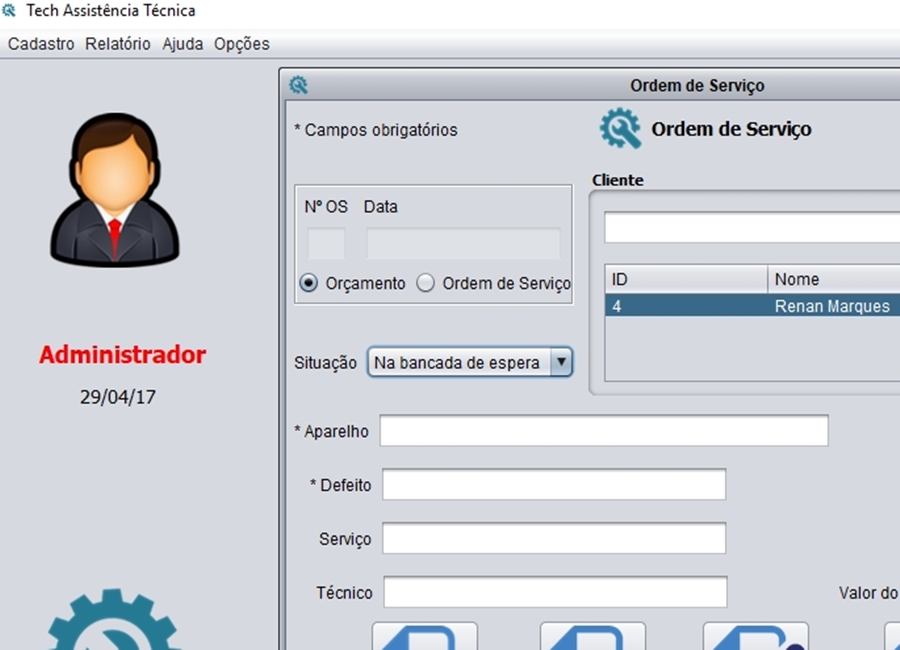 Tech Assistência Técnica
Cadastro Relatório Ajuda Opções
Ordem de Serviço
* Campos obrigatórios
Ordem de Serviço
Cliente
Nº OS Data
Orçamento Ordem de Serviço
ID Nome
4 Renan Marques
Administrador
29/04/17
Situação Na bancada de espera
* Aparelho
* Defeito
Serviço
Técnico
Valor do